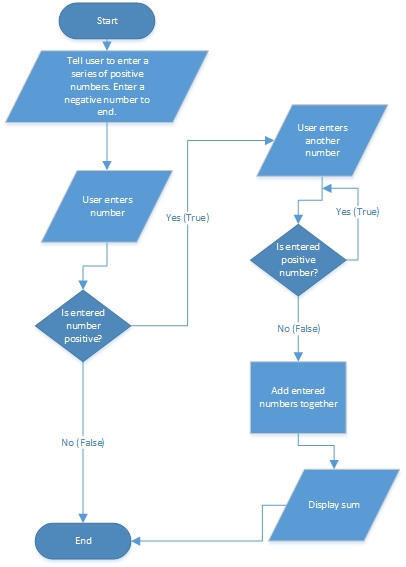 Start
Tell user to enter a
series of positive
numbers. Enter a
negative number to
end.
User enters
number
Is entered
number
positive?
Yes (True)
No (False)
User enters
another
number
Yes (True)
Is entered
positive
number?
No (False)
Add entered
numbers together
Display sum
End